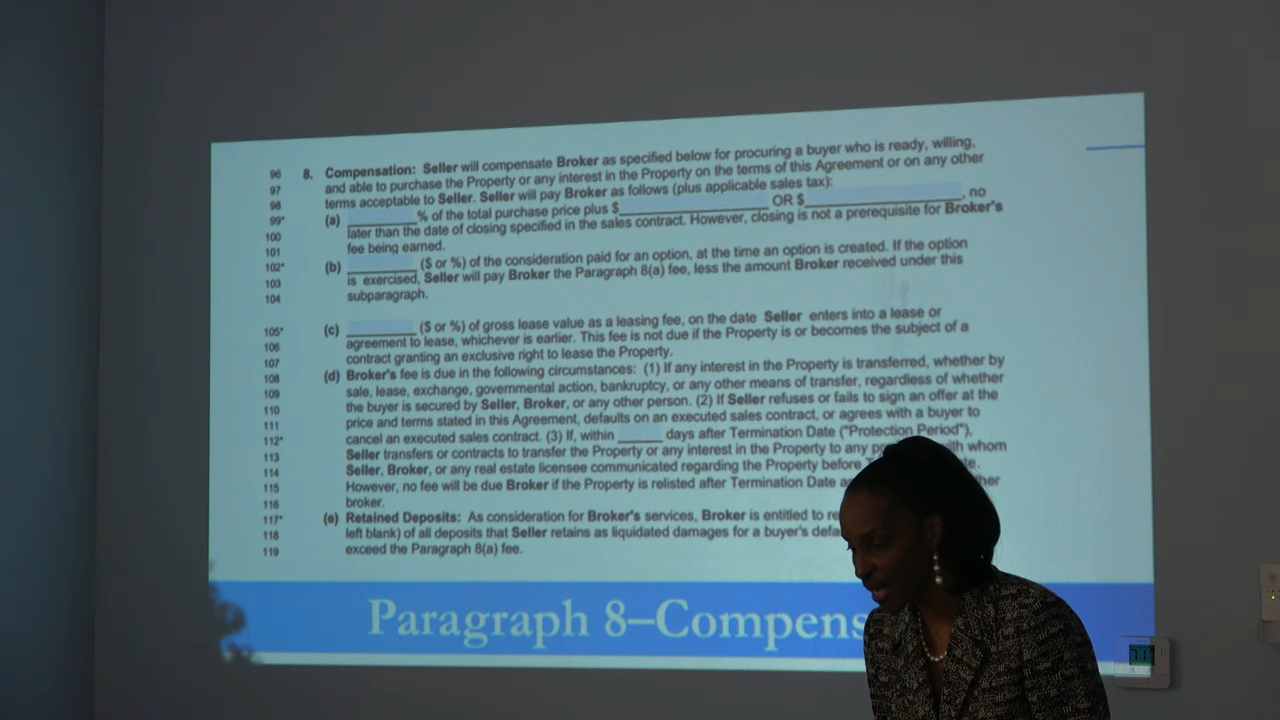 96 8. Compensation: Seller will compensate Broker as specified below for procuring a buyer who is ready, willing,
97 and able to purchase the Property or any interest in the Property on the terms of this Agreement or on any other
98 terms acceptable to Seller. Seller will pay Broker as follows (plus applicable sales tax):
99* (a) % of the total purchase price plus $ OR $ , no
100 later than the date of closing specified in the sales contract. However, closing is not a prerequisite for Broker's
101 fee being earned.
102* (b) ($ or %) of the consideration paid for an option, at the time an option is created. If the option
103 is exercised, Seller will pay Broker the Paragraph 8(a) fee, less the amount Broker received under this
104 subparagraph.
105* (c) ($ or %) of gross lease value as a leasing fee, on the date Seller enters into a lease or
106 agreement to lease, whichever is earlier. This fee is not due if the Property is or becomes the subject of a
107 contract granting an exclusive right to lease the Property.
108 (d) Broker's fee is due in the following circumstances: (1) If any interest in the Property is transferred, whether by
109 sale, lease, exchange, governmental action, bankruptcy, or any other means of transfer, regardless of whether
110 the buyer is secured by Seller, Broker, or any other person. (2) If Seller refuses or fails to sign an offer at the
111 price and terms stated in this Agreement, defaults on an executed sales contract, or agrees with a buyer to
112* cancel an executed sales contract. (3) If, within days after Termination Date ("Protection Period"),
113 Seller transfers or contracts to transfer the Property or any interest in the Property to any with whom
114 Seller, Broker, or any real estate licensee communicated regarding the Property before
115 However, no fee will be due Broker if the Property is relisted after Termination Date
116 broker.
117* (e) Retained Deposits: As consideration for Broker's services, Broker is entitled to
118 left blank) of all deposits that Seller retains as liquidated damages for a buyer's
119 exceed the Paragraph 8(a) fee.
Paragraph 8–Compens
71